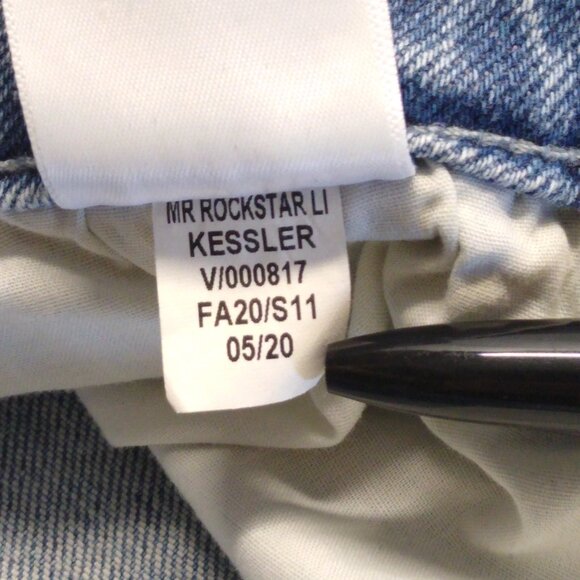 MR ROCKSTAR LI
KESSLER
V/000817
FA20/S11
05/20